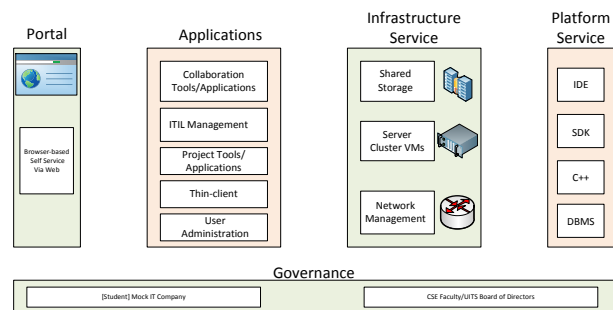 Portal
Browser-based
Self Service
Via Web
Applications
Collaboration
Tools/Applications
ITIL Management
Project Tools/
Applications
Thin-client
User
Administration
Infrastructure
Service
Shared
Storage
Server
Cluster VMs
Network
Management
Platform
Service
IDE
SDK
C++
DBMS
Governance
[Student] Mock IT Company
CSE Faculty/UITS Board of Directors